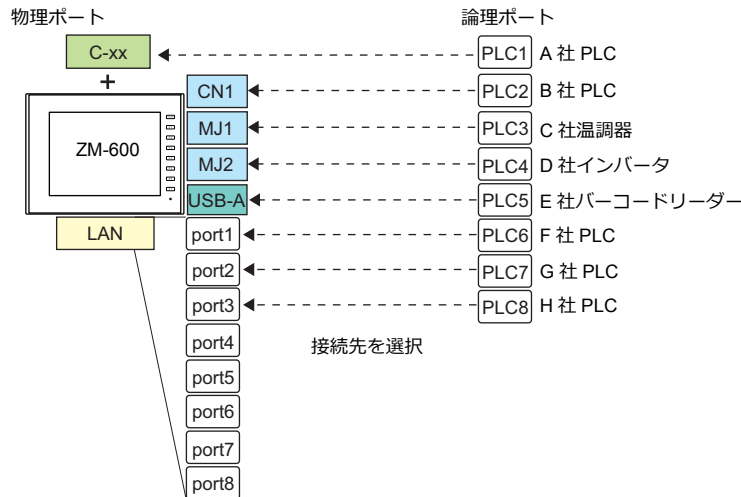 物理ポート 論理ポート
C-xx PLC1 A 社 PLC
+
CN1 PLC2 B 社 PLC
MJ1 PLC3 C 社温調器
ZM-600
MJ2 PLC4 D 社インバータ
USB-A PLC5 E 社バーコードリーダー
LAN port1 PLC6 F 社 PLC
port2 PLC7 G 社 PLC
port3 PLC8 H 社 PLC
port4 接続先を選択
port5
port6
port7
port8